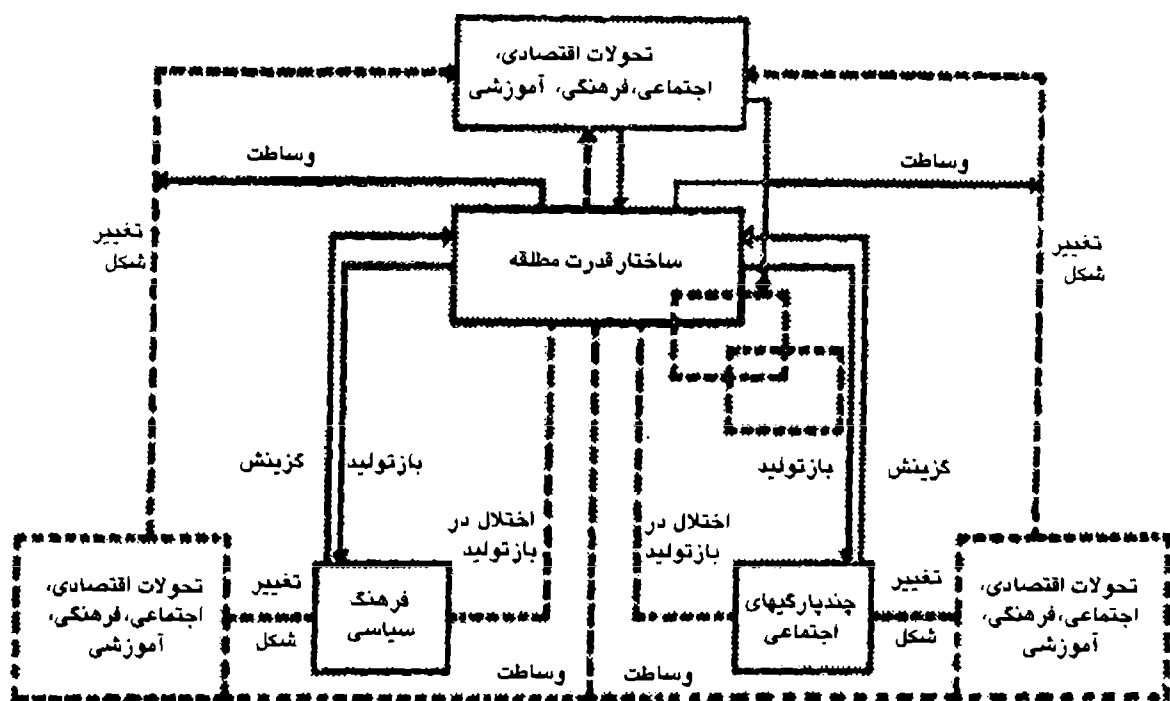 تحولات اقتصادی،
اجتماعی،فرهنگی، آموزشی
وساطت
وساطت
تغییر
شکل
تغییر
شکل
ساختار قدرت مطلقه
گزینش
بازتولید
بازتولید
گزینش
اختلال در
بازتولید
اختلال در
بازتولید
تحولات اقتصادی،
اجتماعی،فرهنگی،
آموزشی
تغییر
شکل
فرهنگ
سیاسی
چندپارگیهای
اجتماعی
تغییر
شکل
تحولات اقتصادی،
اجتماعی،فرهنگی،
آموزشی
وساطت
وساطت